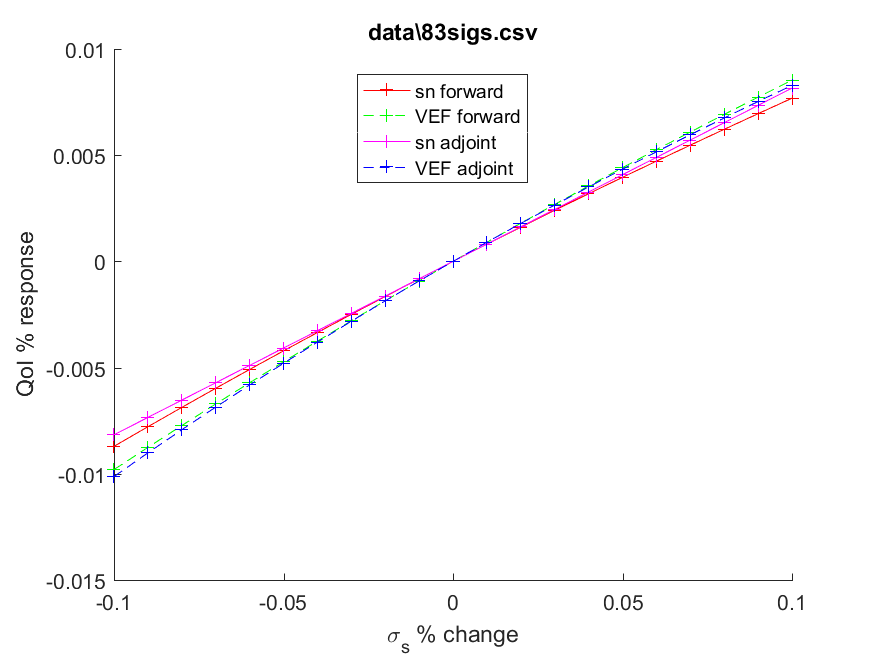 data\83sigs.csv
0.01
sn forward
VEF forward
sn adjoint
VEF adjoint
0.005
0
QoI % response
-0.005
-0.01
-0.015
-0.1 -0.05 0 0.05 0.1
σs % change